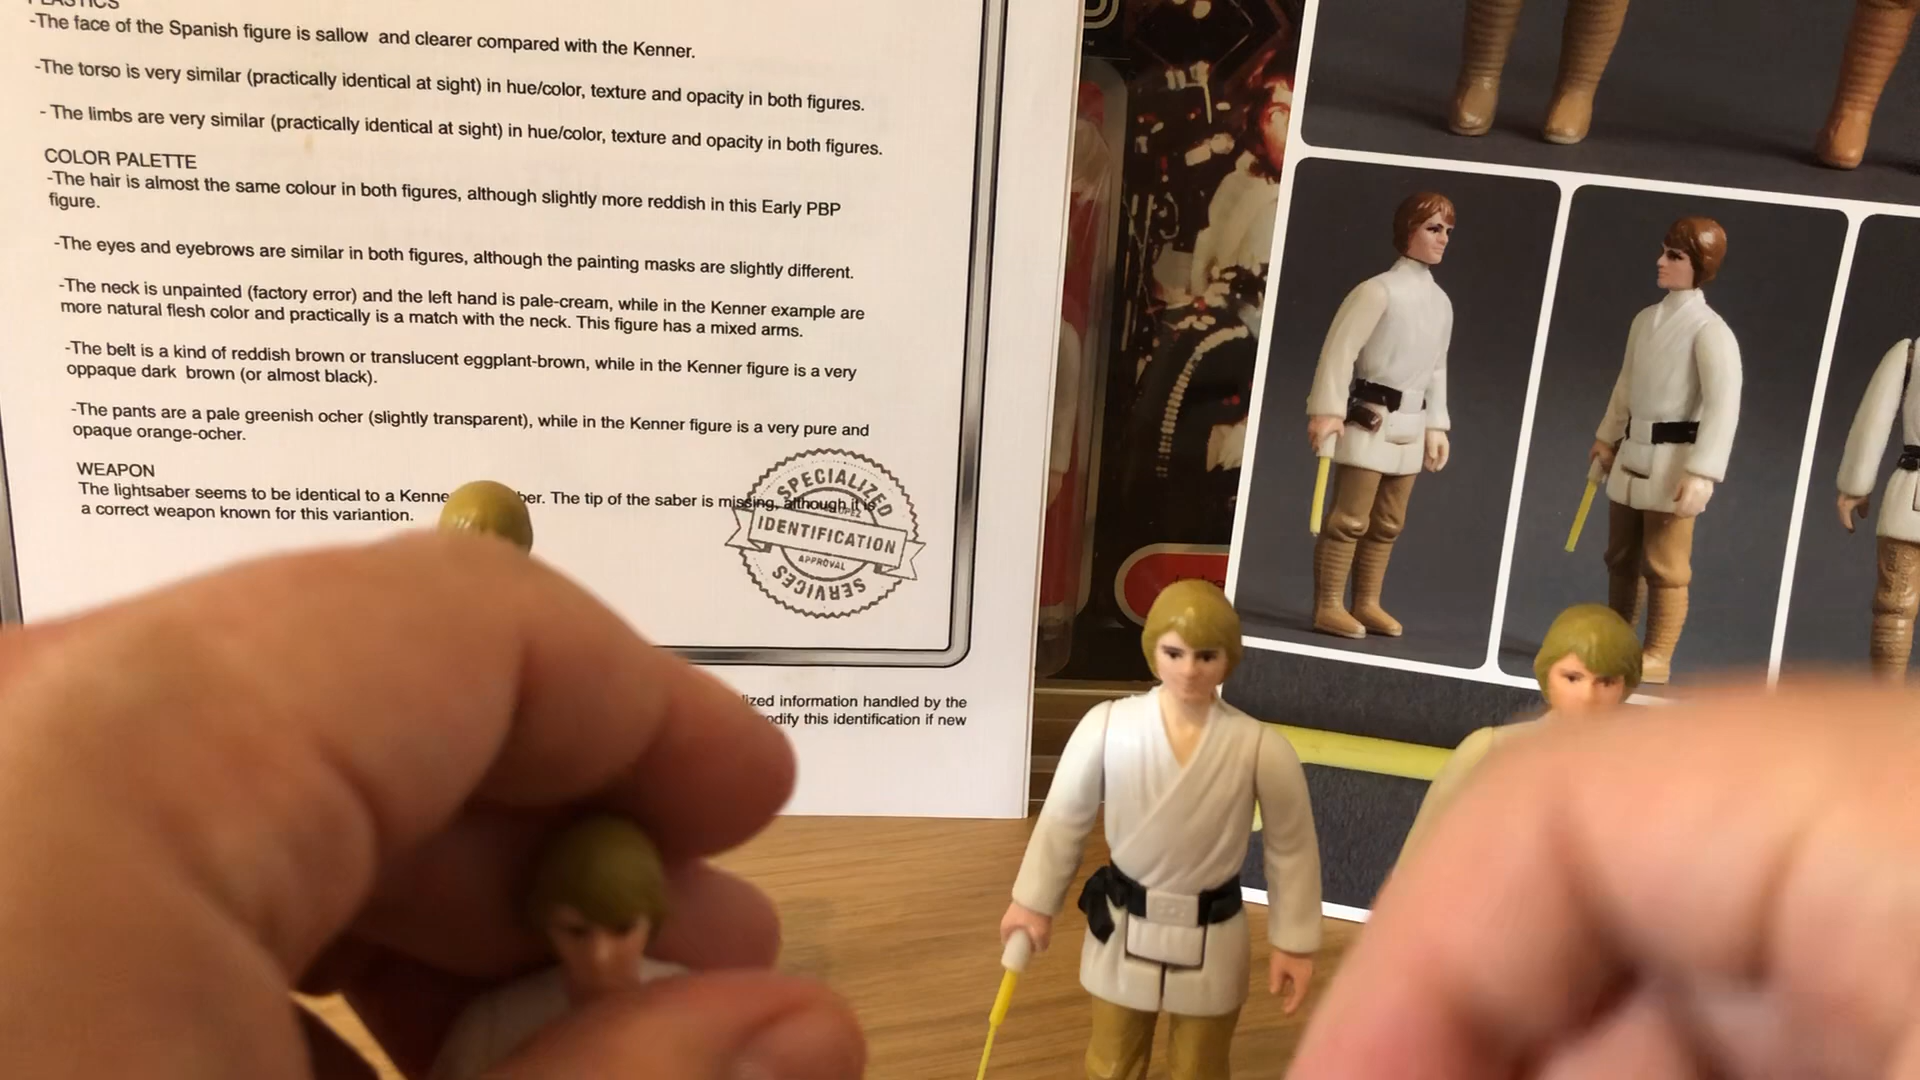 PLASTICS
-The face of the Spanish figure is sallow and clearer compared with the Kenner.
-The torso is very similar (practically identical at sight) in hue/color, texture and opacity in both figures.
- The limbs are very similar (practically identical at sight) in hue/color, texture and opacity in both figures.
COLOR PALETTE
-The hair is almost the same colour in both figures, although slightly more reddish in this Early PBP
figure.
-The eyes and eyebrows are similar in both figures, although the painting masks are slightly different.
-The neck is unpainted (factory error) and the left hand is pale-cream, while in the Kenner example are
more natural flesh color and practically is a match with the neck. This figure has a mixed arms.
-The belt is a kind of reddish brown or translucent eggplant-brown, while in the Kenner figure is a very
oppaque dark brown (or almost black).
-The pants are a pale greenish ocher (slightly transparent), while in the Kenner figure is a very pure and
opaque orange-ocher.
WEAPON
The lightsaber seems to be identical to a Kenne ber. The tip of the saber is missing, although it is
a correct weapon known for this variantion.
SPECIALIZED
IDENTIFICATION
APPROVAL
SERVICES
ized information handled by the
odify this identification if new